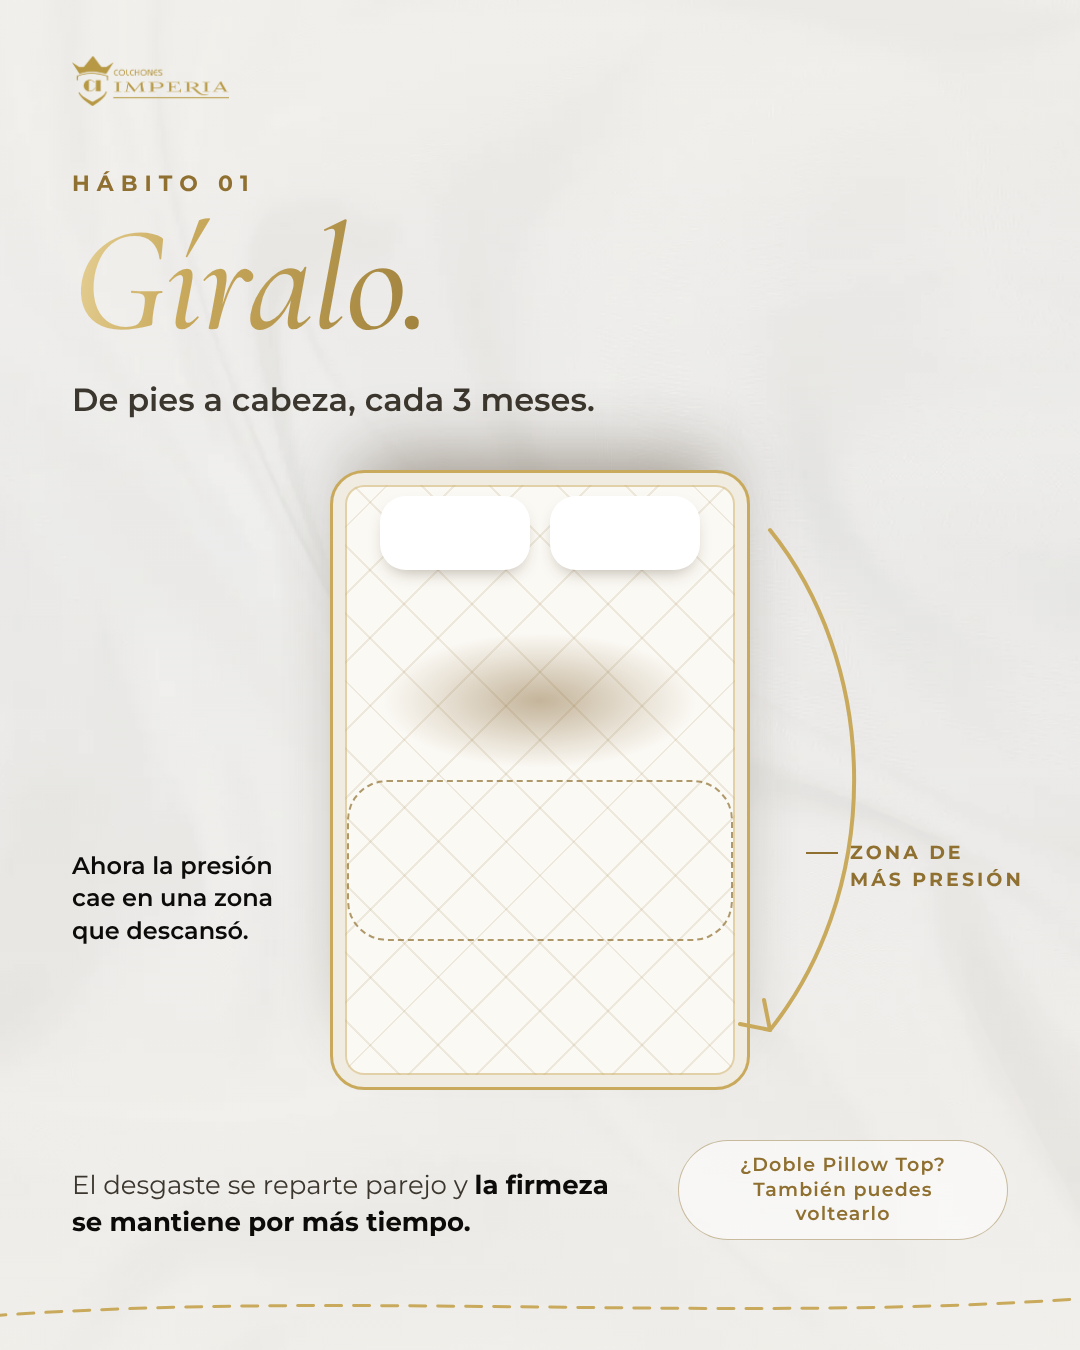 COLCHONES
a IMPERIA
HÁBITO 01
Gíralo.
De pies a cabeza, cada 3 meses.
Ahora la presión
cae en una zona
que descansó.
ZONA DE
MÁS PRESIÓN
El desgaste se reparte parejo y la firmeza
se mantiene por más tiempo.
¿Doble Pillow Top?
También puedes
voltearlo